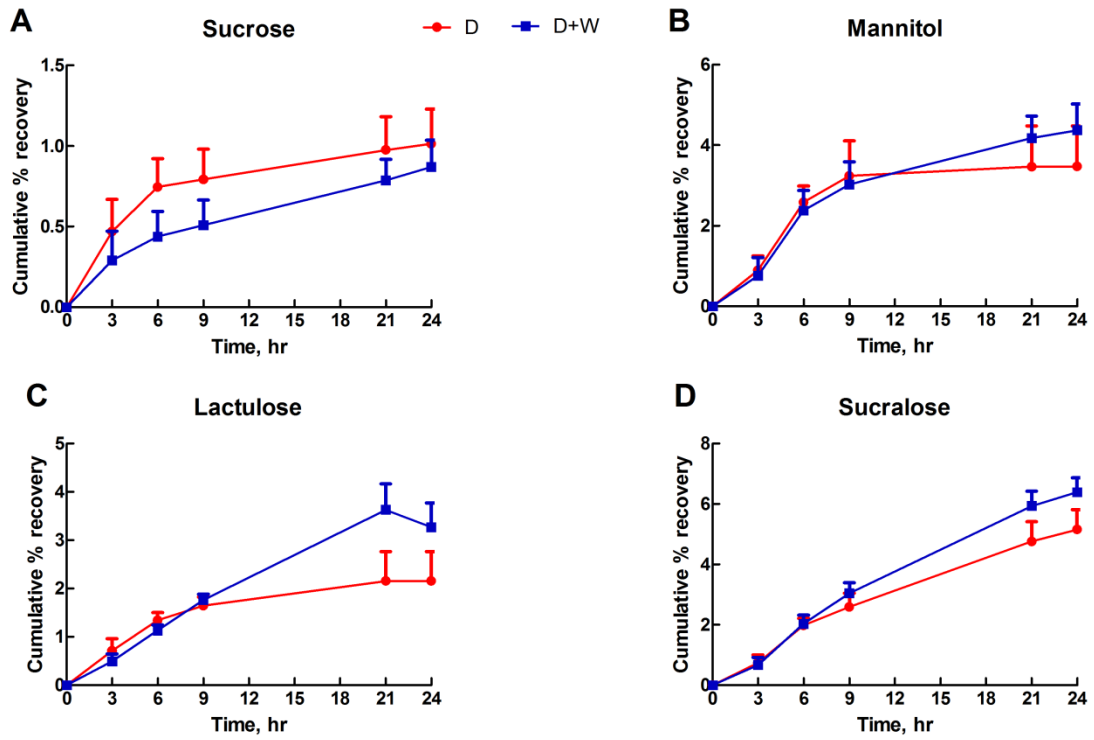 A
Sucrose
D
D+W
Cumulative % recovery
1.5
1.0
0.5
0.0
0 3 6 9 12 15 18 21 24
Time, hr
B
Mannitol
Cumulative % recovery
6
4
2
0
0 3 6 9 12 15 18 21 24
Time, hr
C
Lactulose
Cumulative % recovery
5
4
3
2
1
0
0 3 6 9 12 15 18 21 24
Time, hr
D
Sucralose
Cumulative % recovery
8
6
4
2
0
0 3 6 9 12 15 18 21 24
Time, hr